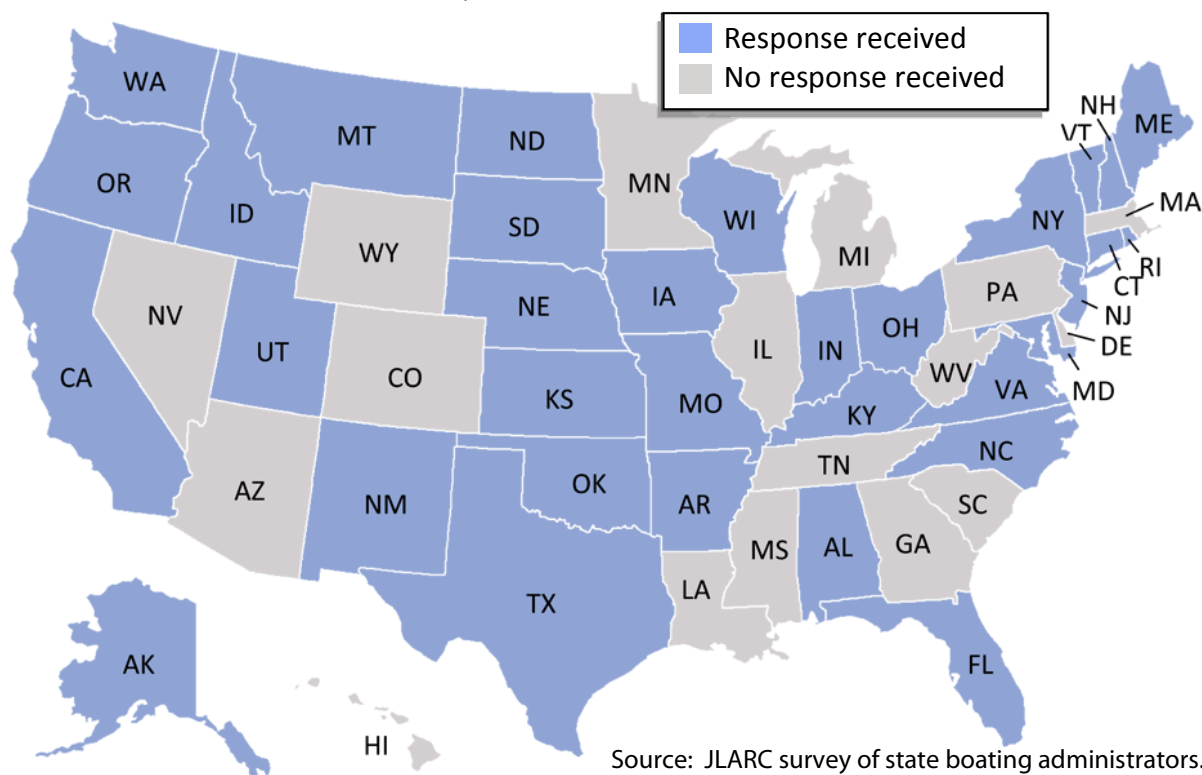 Response received
No response received
WA
MT
ND
MN
NH
VT
ME
OR
ID
SD
WI
NY
MA
WY
MI
RI
CT
NV
UT
NE
IA
PA
NJ
CA
CO
IL
IN
OH
DE
KS
MO
WV
VA
MD
KY
AZ
NM
OK
AR
TN
NC
SC
TX
LA
MS
AL
GA
AK
FL
HI
Source: JLARC survey of state boating administrators.